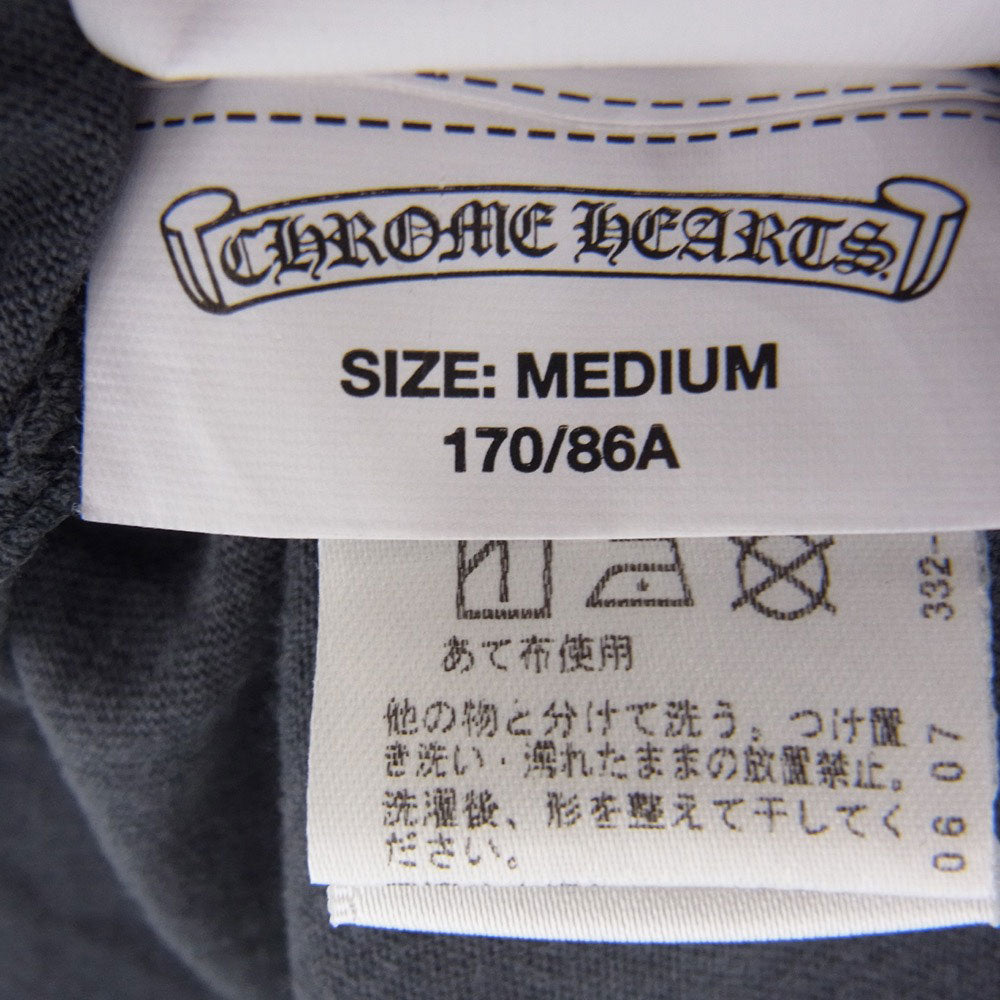 CHROME HEARTS
SIZE: MEDIUM
170/86A
あて布使用
他の物と分けて洗う。つけ置
き洗い・濡れたままの放置禁止。
洗濯後、形を整えて干してく
ださい。
332-
06 07